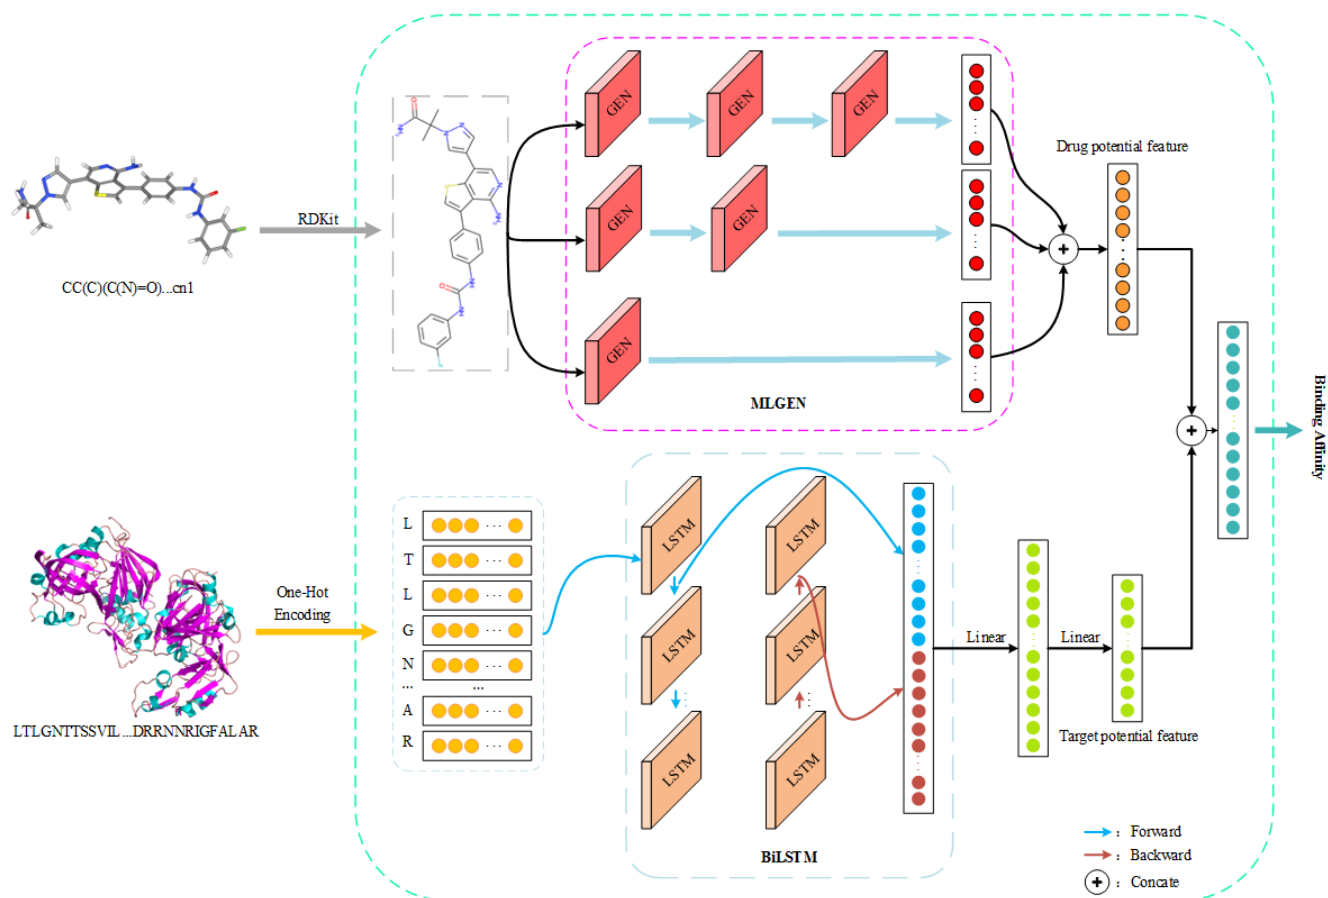 GEN
GEN
GEN
Drug potential feature
RDKit
GEN
GEN
CC(C)(C(N)=O)...cn1
GEN
MLGEN
Binding Affinity
L
T
L
G
N
...
...
A
R
One-Hot
Encoding
LSTM
LSTM
LSTM
LSTM
LSTM
LSTM
BiLSTM
Linear
Linear
LTLGNTTSSVIL...DRRNNRIGFALAR
Target potential feature
: Forward
: Backward
: Concate